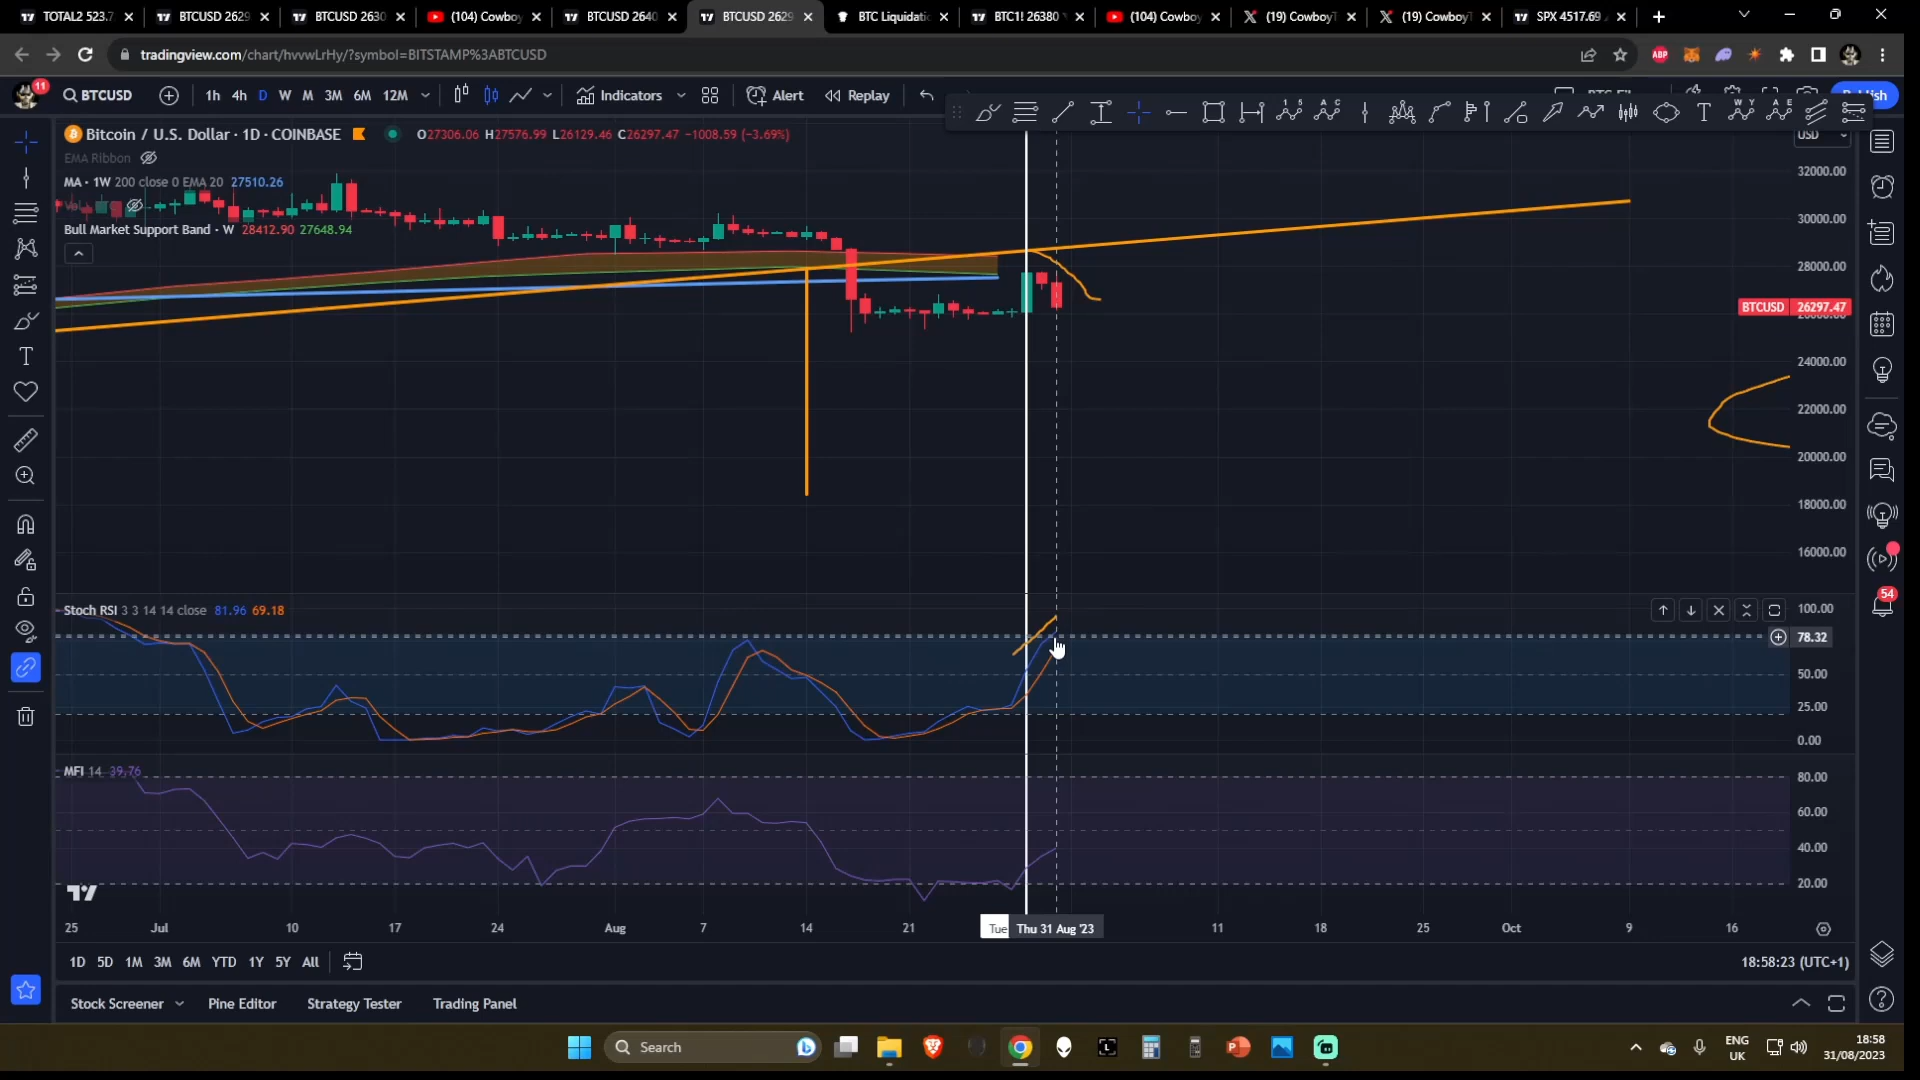 TOTAL2 523.7
BTCUSD 2629
BTCUSD 2630
(104) Cowboy
BTCUSD 2640
BTCUSD 2629
BTC Liquidatic
BTC1! 26380
(104) Cowboy
(19) CowboyT
(19) CowboyT
SPX 4517.69
tradingview.com/chart/hvvwLrHy/?symbol=BITSTAMP%3ABTCUSD
ABP
11
BTCUSD
1h 4h D W M 3M 6M 12M
Indicators
Alert
Replay
Bitcoin / U.S. Dollar · 1D · COINBASE
O27306.06 H27576.99 L26129.46 C26297.47 −1008.59 (−3.69%)
USD
EMA Ribbon
MA · 1W 200 close 0 EMA 20 27510.26
Bull Market Support Band · W 28412.90 27648.94
32000.00
30000.00
28000.00
BTCUSD 26297.47
24000.00
22000.00
20000.00
18000.00
16000.00
Stoch RSI 3 3 14 14 close 81.96 69.18
100.00
78.32
50.00
25.00
0.00
MFI 14 39.76
80.00
60.00
40.00
20.00
54
25 Jul 10 17 24 Aug 7 14 21 Tue Thu 31 Aug '23 11 18 25 Oct 9 16
1D 5D 1M 3M 6M YTD 1Y 5Y All
18:58:23 (UTC+1)
Stock Screener Pine Editor Strategy Tester Trading Panel
Search
ENG
UK
18:58
31/08/2023